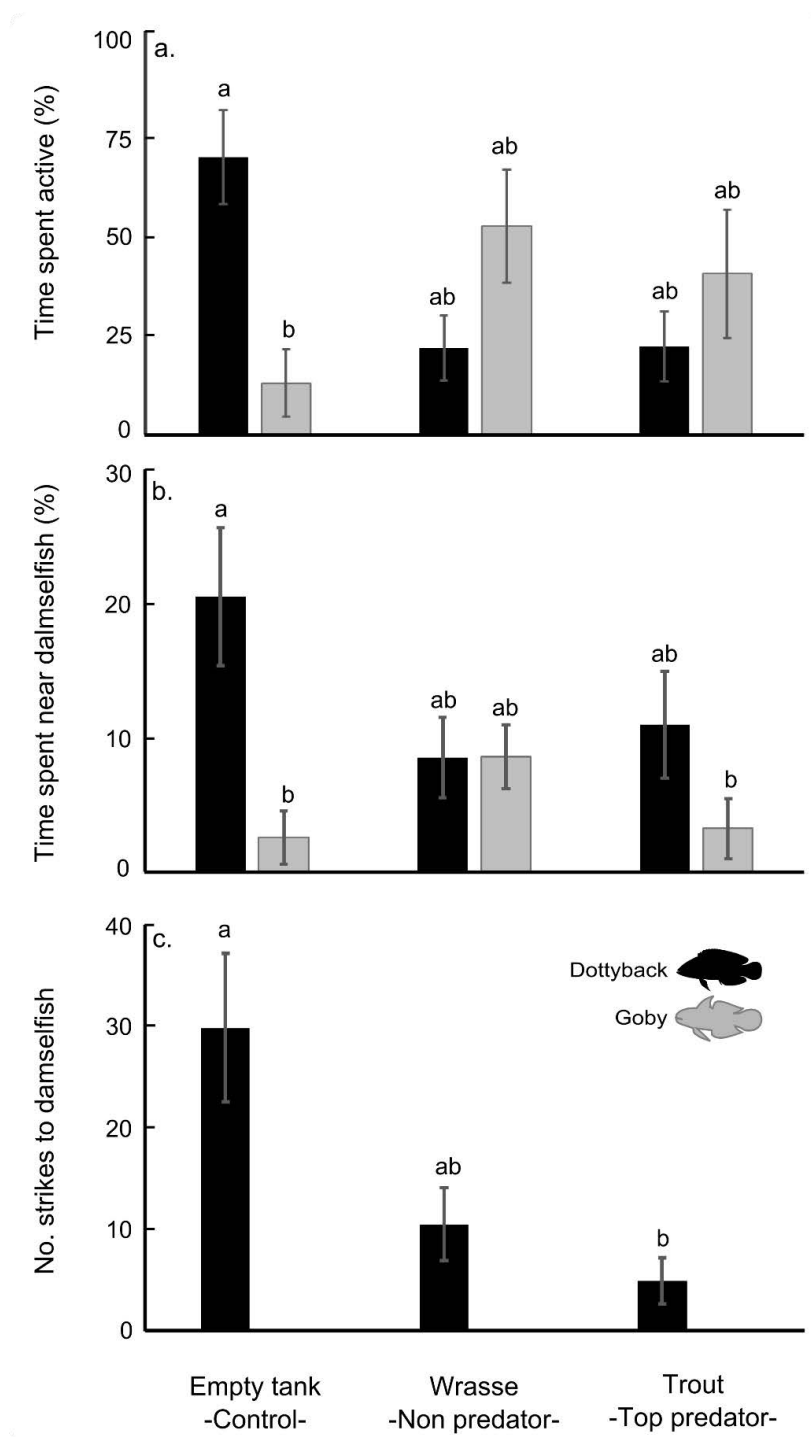 100
a.
a
ab
ab
75
50
ab
ab
b
25
0
Time spent active (%)
30
b.
a
20
ab
ab
ab
10
b
b
0
Time spent near dalmselfish (%)
40
c.
a
Dottyback
Goby
30
20
ab
10
b
0
No. strikes to damselfish
Empty tank
-Control-
Wrasse
-Non predator-
Trout
-Top predator-